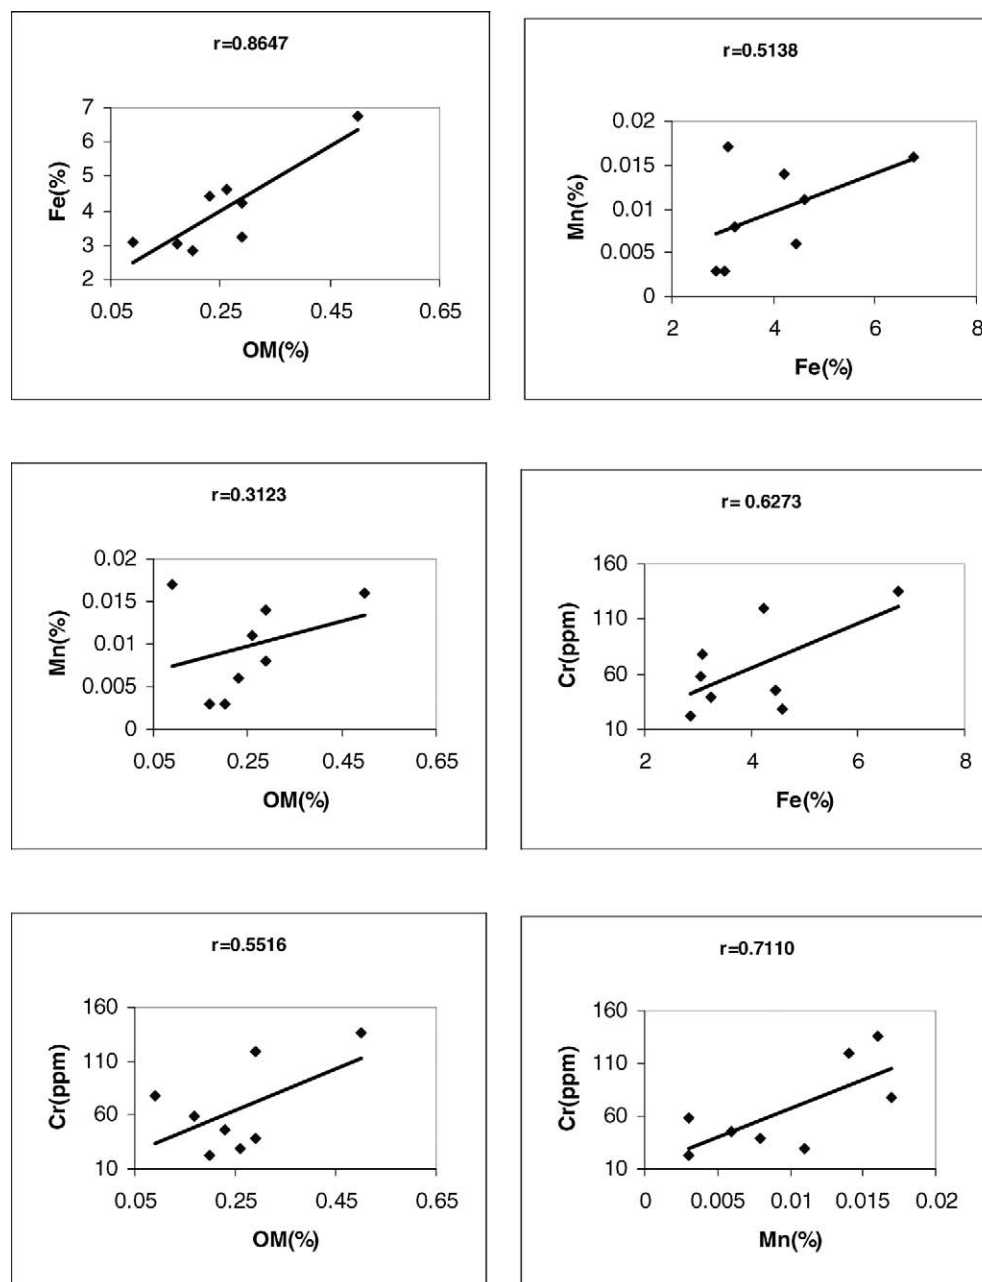 r=0.8647
Fe(%)
7
6
5
4
3
2
0.05 0.25 0.45 0.65
OM(%)
r=0.5138
Mn(%)
0.02
0.015
0.01
0.005
0
2 4 6 8
Fe(%)
r=0.3123
Mn(%)
0.02
0.015
0.01
0.005
0
0.05 0.25 0.45 0.65
OM(%)
r= 0.6273
Cr(ppm)
160
110
60
10
2 4 6 8
Fe(%)
r=0.5516
Cr(ppm)
160
110
60
10
0.05 0.25 0.45 0.65
OM(%)
r=0.7110
Cr(ppm)
160
110
60
10
0 0.005 0.01 0.015 0.02
Mn(%)